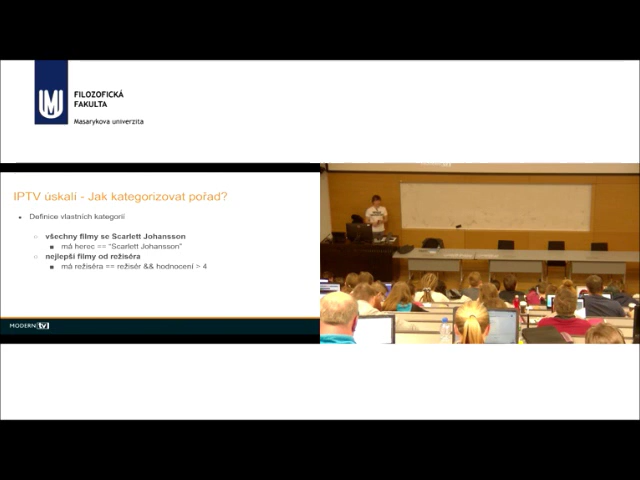 FILOZOFICKÁ
FAKULTA
Masarykova univerzita
IPTV úskalí - Jak kategorizovat pořad?
• Definice vlastních kategorií
○ všechny filmy se Scarlett Johansson
■ má herec == "Scarlett Johansson"
○ nejlepší filmy od režiséra
■ má režiséra == režisér && hodnocení > 4
MODERN tv